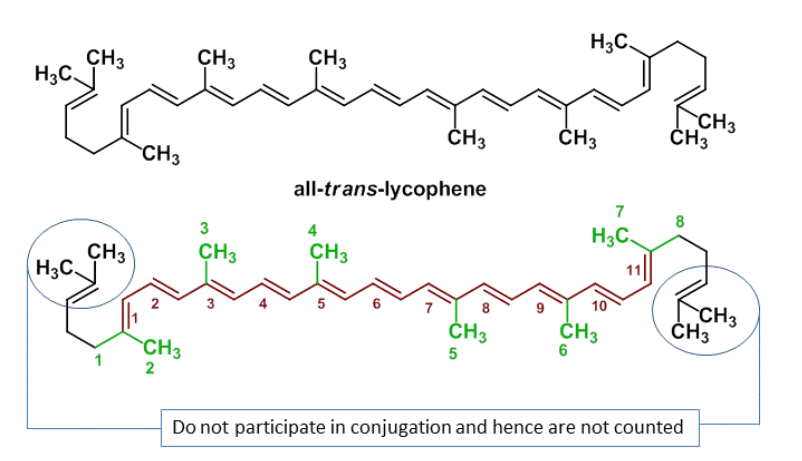 H₃C CH₃ CH₃ CH₃ H₃C
CH₃ CH₃ CH₃ CH₃ CH₃
all-trans-lycophene
3 4 7 8
H₃C CH₃ CH₃ CH₃ H₃C
1 2 3 4 5 6 7 8 9 10 11
1 CH₃ CH₃ CH₃ CH₃ CH₃
2 5 6
Do not participate in conjugation and hence are not counted